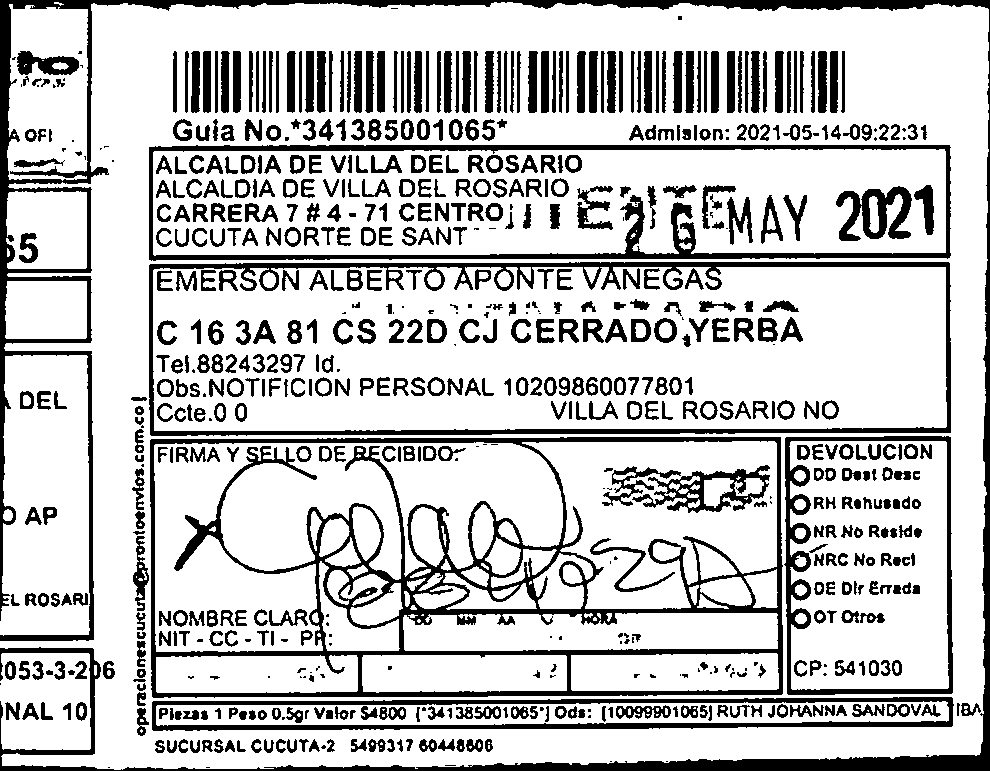 A OFI
65
A DEL
O AP
EL ROSARI
053-3-206
NAL 10
operacionescucuta@prontoenvios.com.co
Guia No.*341385001065*
Admision: 2021-05-14-09:22:31
ALCALDIA DE VILLA DEL ROSARIO
ALCALDIA DE VILLA DEL ROSARIO
CARRERA 7 # 4 - 71 CENTRO
CUCUTA NORTE DE SANT
26 MAY 2021
EMERSON ALBERTO APONTE VANEGAS
C 16 3A 81 CS 22D CJ CERRADO,YERBA
Tel.88243297 Id.
Obs.NOTIFICION PERSONAL 10209860077801
Ccte.0 0
VILLA DEL ROSARIO NO
FIRMA Y SELLO DE RECIBIDO:
NOMBRE CLARO:
NIT - CC - TI - PP:
DD MM AA
HORA
DEVOLUCION
DD Dest Desc
RH Rehusado
NR No Reside
NRC No Recl
DE Dir Errada
OT Otros
CP: 541030
Piezas 1 Peso 0.5gr Valor $4800 [*341385001065*] Ods: [10099901065] RUTH JOHANNA SANDOVAL TIBA
SUCURSAL CUCUTA-2 5499317 60448606